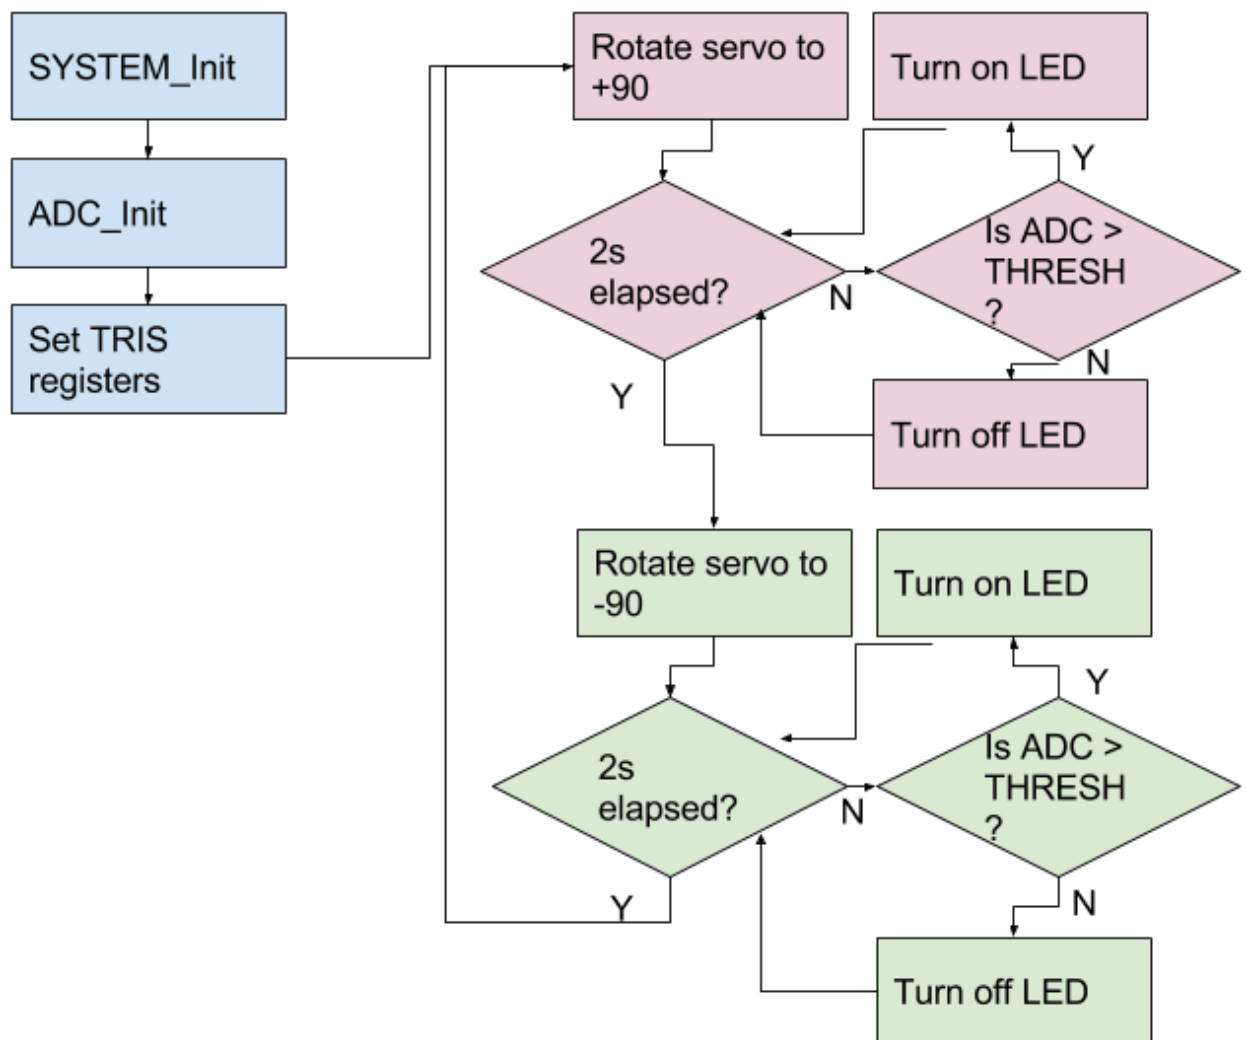 SYSTEM_Init
ADC_Init
Set TRIS
registers
Rotate servo to
+90
Turn on LED
Y
2s
elapsed?
N
Is ADC >
THRESH
?
N
Y
Turn off LED
Rotate servo to
-90
Turn on LED
Y
2s
elapsed?
N
Is ADC >
THRESH
?
Y
N
Turn off LED